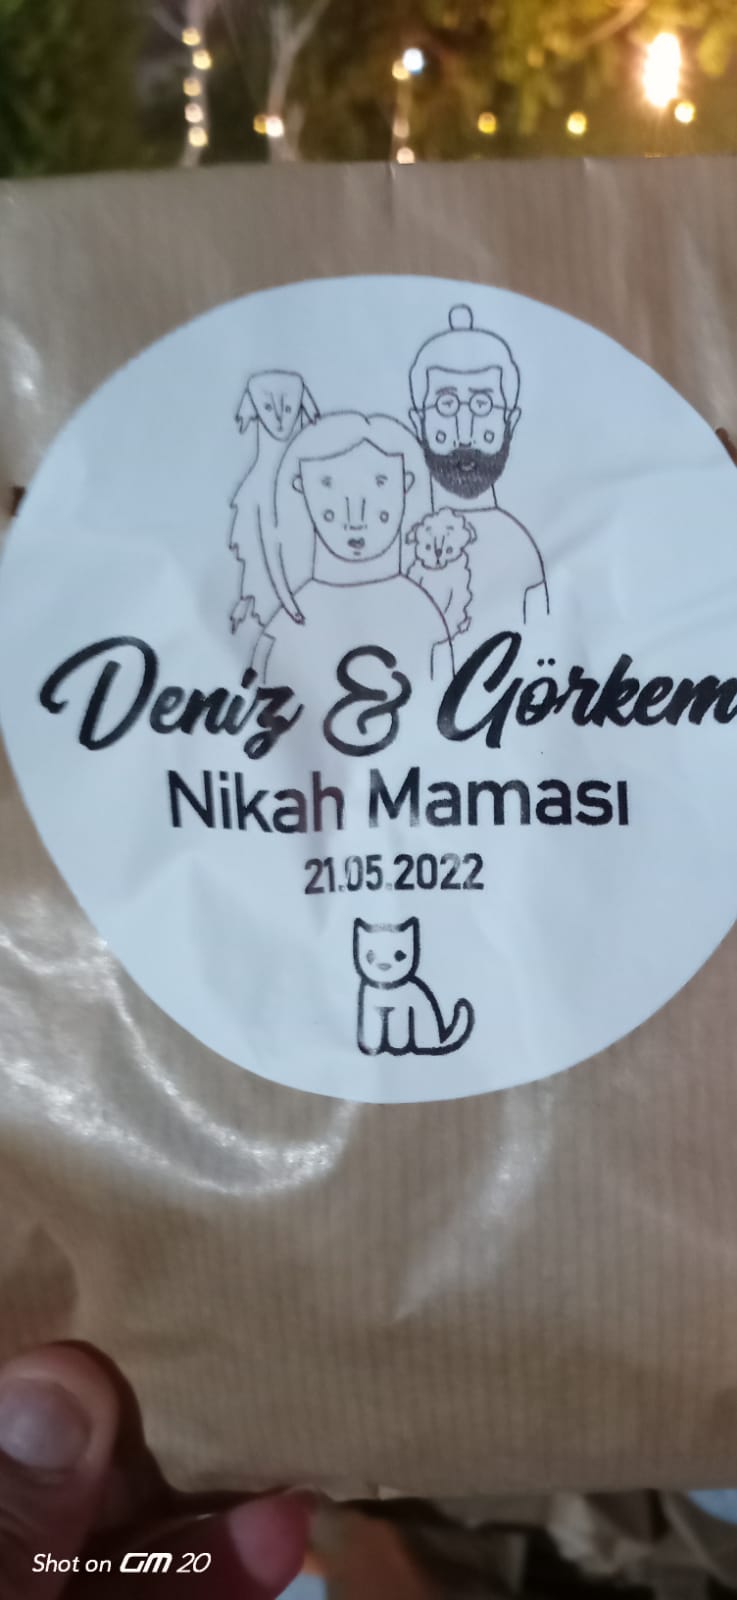 Deniz & Görkem
Nikah Maması
21.05.2022
Shot on GM 20